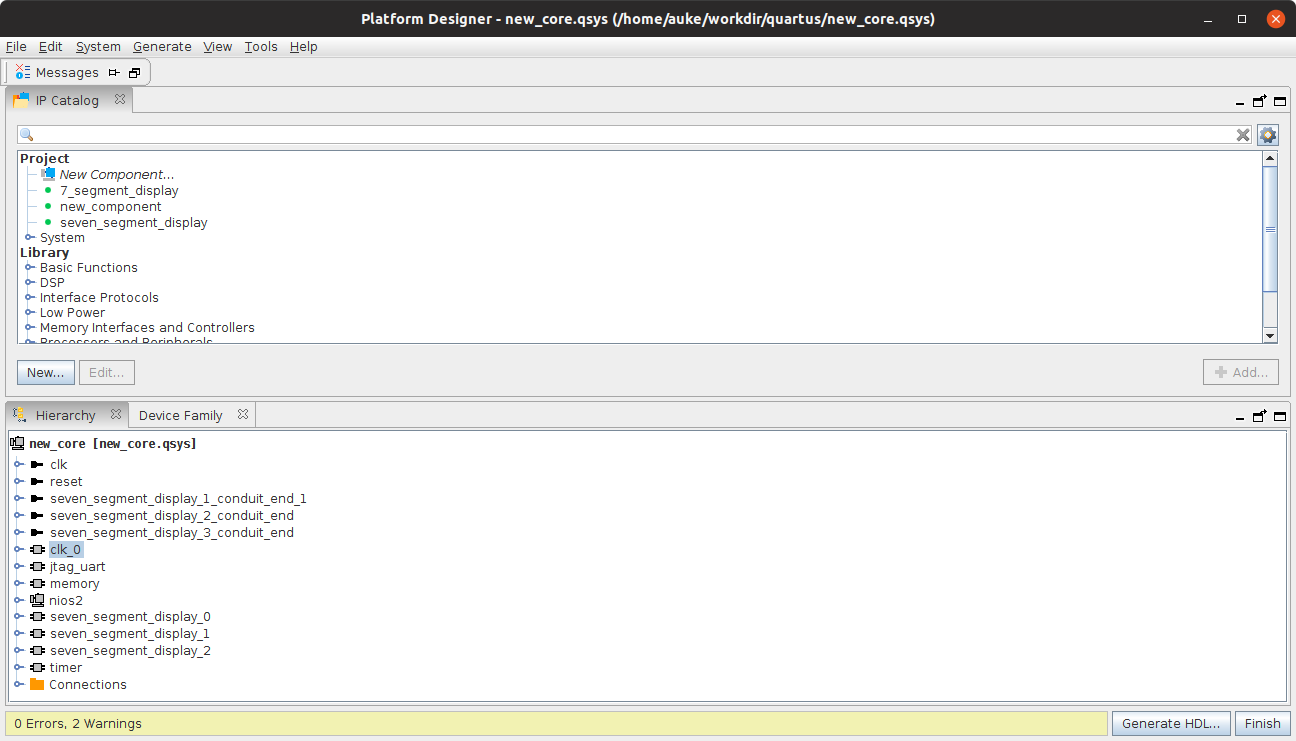 Platform Designer - new_core.qsys (/home/auke/workdir/quartus/new_core.qsys)
File Edit System Generate View Tools Help
Messages
IP Catalog
Project
New Component...
7_segment_display
new_component
seven_segment_display
System
Library
Basic Functions
DSP
Interface Protocols
Low Power
Memory Interfaces and Controllers
Processors and Peripherals
New... Edit... Add...
Hierarchy Device Family
new_core [new_core.qsys]
clk
reset
seven_segment_display_1_conduit_end_1
seven_segment_display_2_conduit_end
seven_segment_display_3_conduit_end
clk_0
jtag_uart
memory
nios2
seven_segment_display_0
seven_segment_display_1
seven_segment_display_2
timer
Connections
0 Errors, 2 Warnings Generate HDL... Finish